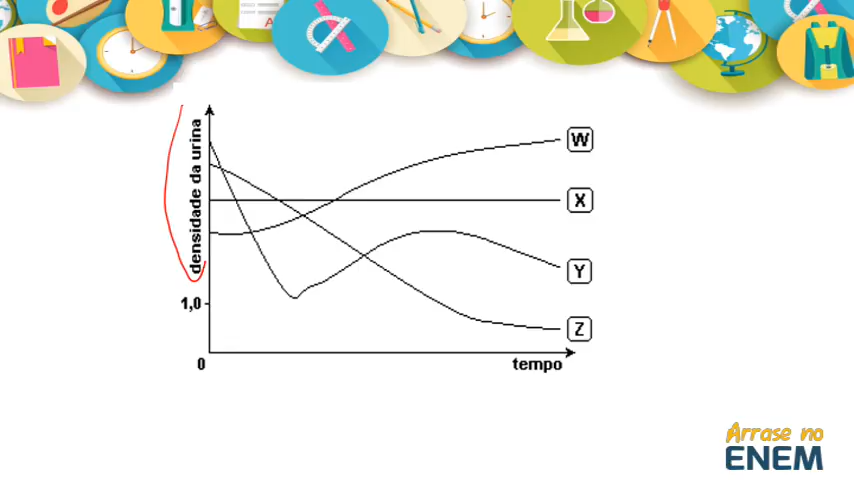 A
densidade da urina
W
X
Y
1,0
Z
0
tempo
Arrase no
ENEM